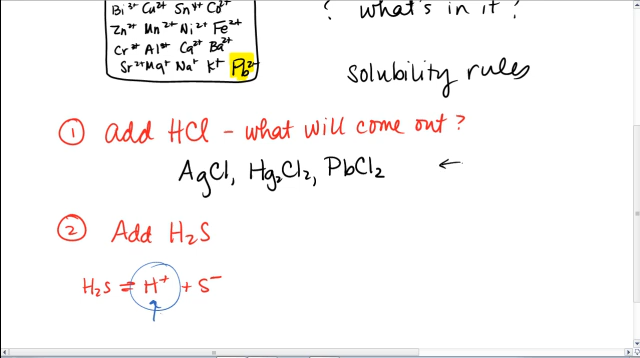 Bi³⁺ Cu²⁺ Sn⁴⁺ Co²⁺
Zn²⁺ Mn²⁺ Ni²⁺ Fe²⁺
Cr³⁺ Al³⁺ Ca²⁺ Ba²⁺
Sr²⁺ Mg⁺ Na⁺ K⁺ Pb²⁺
? what's in it?
solubility rules
① add HCl - what will come out?
AgCl, Hg₂Cl₂, PbCl₂ ←
② Add H₂S
H₂S = H⁺ + S⁻